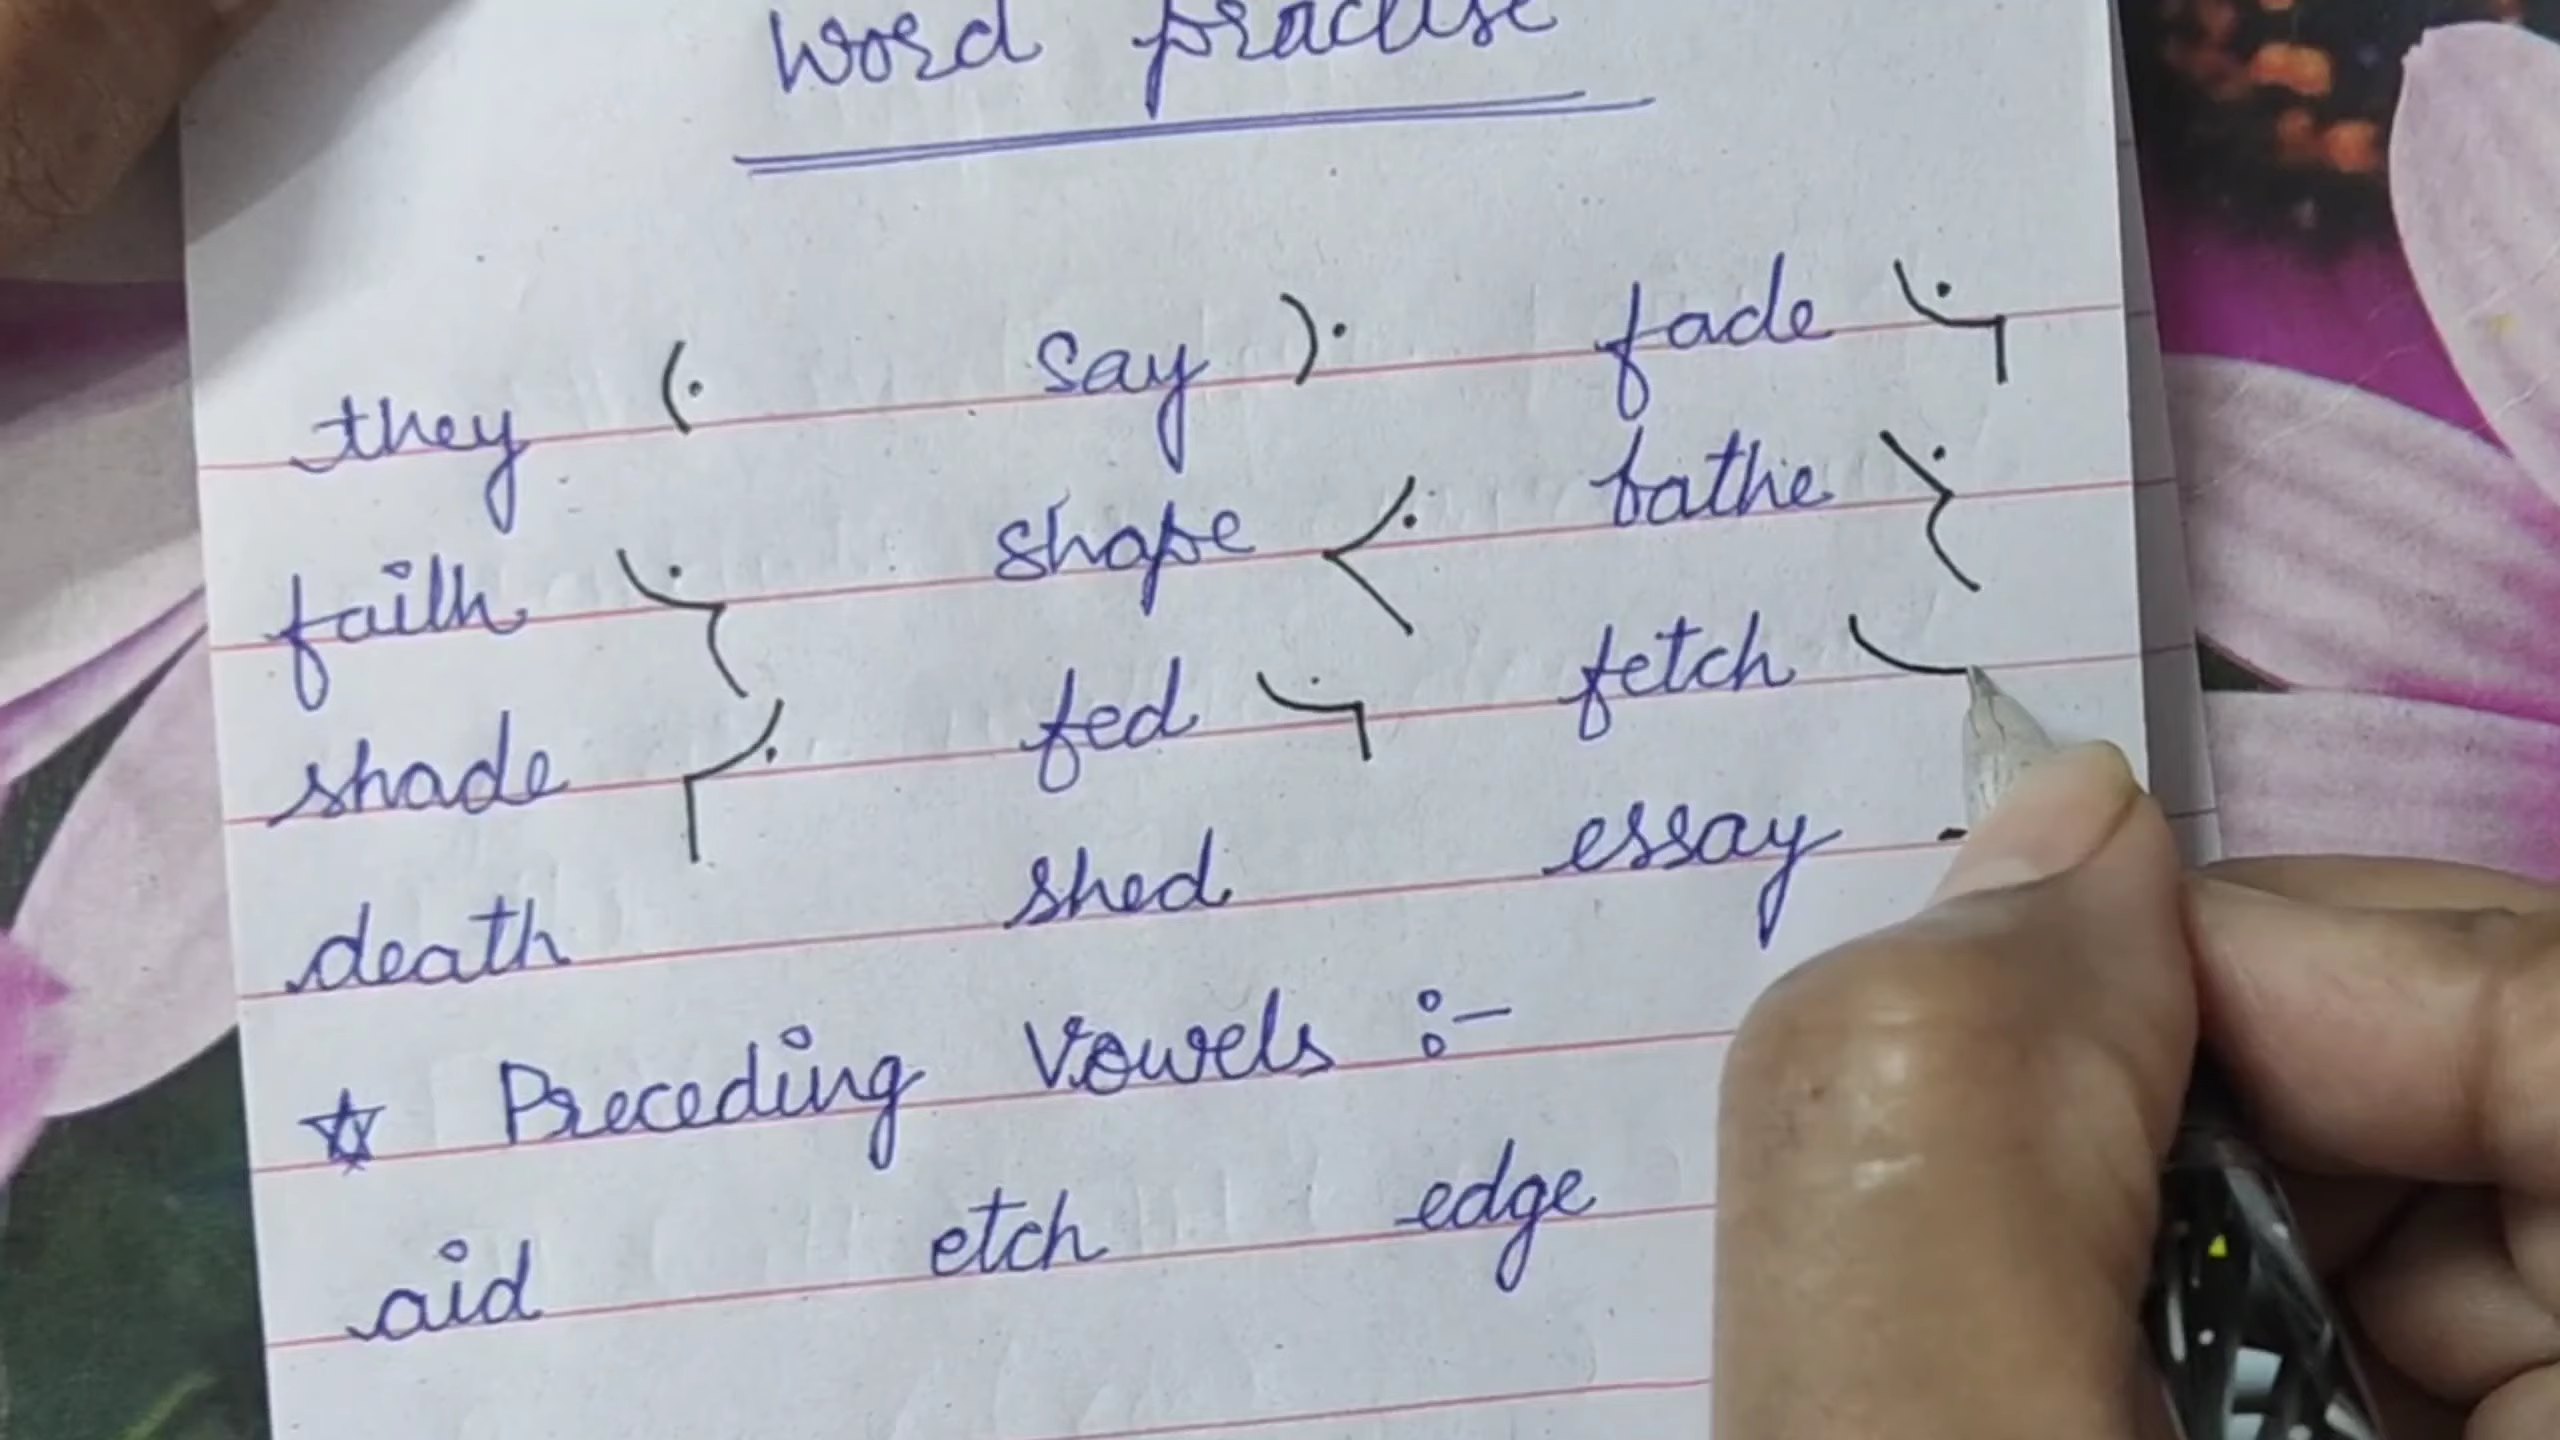 Word practise
they say fade
faith shape bathe
shade fed fetch
death shed essay
☆ Preceding Vowels :-
aid etch edge